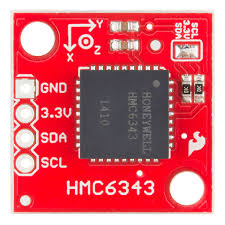 SCL
SDA
3.3V
X
Y
Z
GND
3.3V
SDA
SCL
HONEYWELL
HMC6343
1410
HMC6343